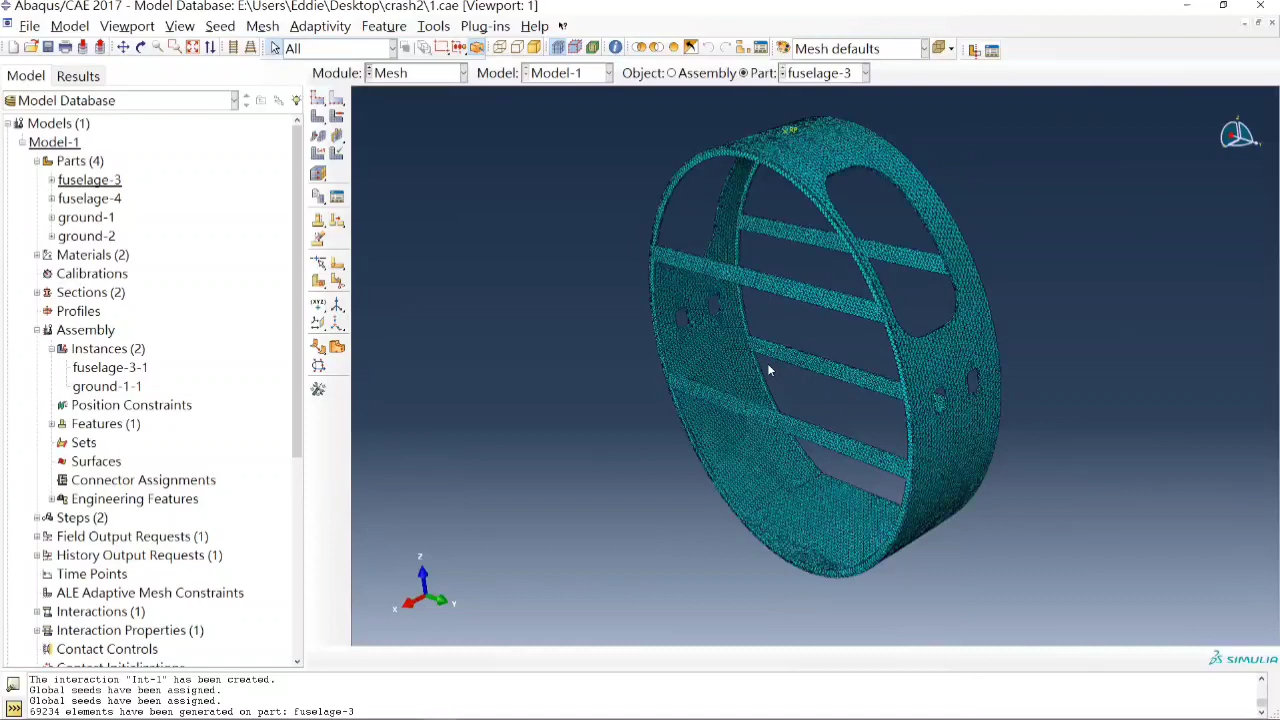 Abaqus/CAE 2017 - Model Database: E:\Users\Eddie\Desktop\crash2\1.cae [Viewport: 1]
File Model Viewport View Seed Mesh Adaptivity Feature Tools Plug-ins Help
All Mesh defaults
Model Results Module: Mesh Model: Model-1 Object: Assembly Part: fuselage-3
Model Database
Models (1)
Model-1
Parts (4)
fuselage-3
fuselage-4
ground-1
ground-2
Materials (2)
Calibrations
Sections (2)
Profiles
Assembly
Instances (2)
fuselage-3-1
ground-1-1
Position Constraints
Features (1)
Sets
Surfaces
Connector Assignments
Engineering Features
Steps (2)
Field Output Requests (1)
History Output Requests (1)
Time Points
ALE Adaptive Mesh Constraints
Interactions (1)
Interaction Properties (1)
Contact Controls
Contact Initializations
(XYZ)
RP
Z
X
Y
SIMULIA
The interaction "Int-1" has been created.
Global seeds have been assigned.
Global seeds have been assigned.
69234 elements have been generated on part: fuselage-3